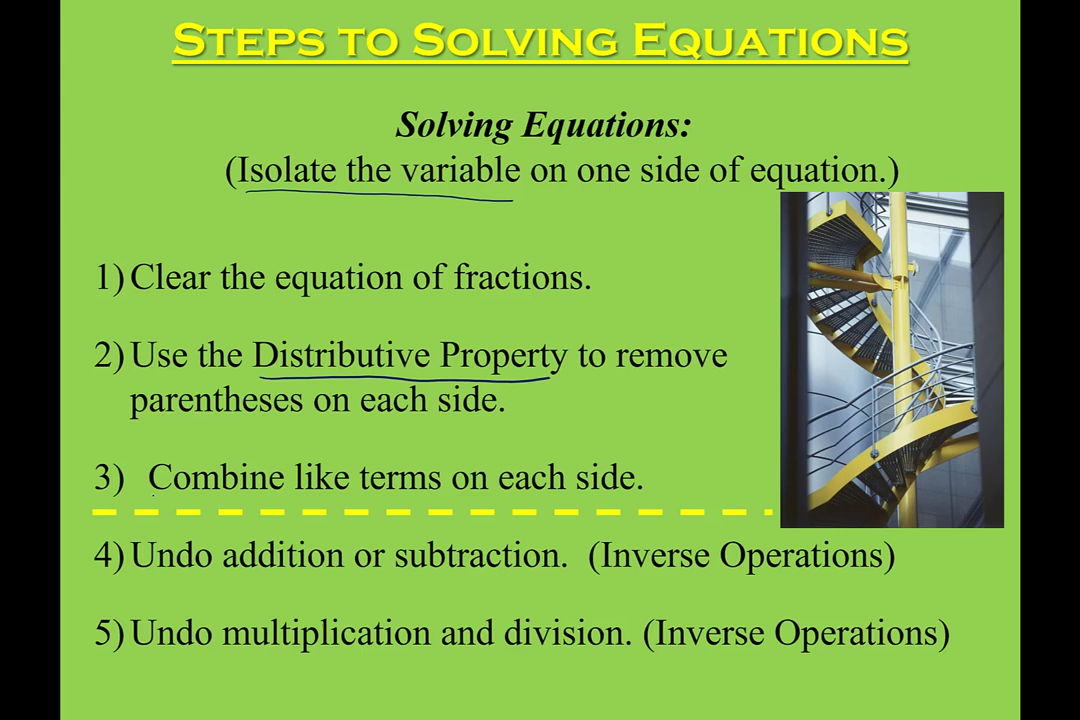 STEPS TO SOLVING EQUATIONS
Solving Equations:
(Isolate the variable on one side of equation.)
1) Clear the equation of fractions.
2) Use the Distributive Property to remove
parentheses on each side.
3) Combine like terms on each side.
4) Undo addition or subtraction. (Inverse Operations)
5) Undo multiplication and division. (Inverse Operations)